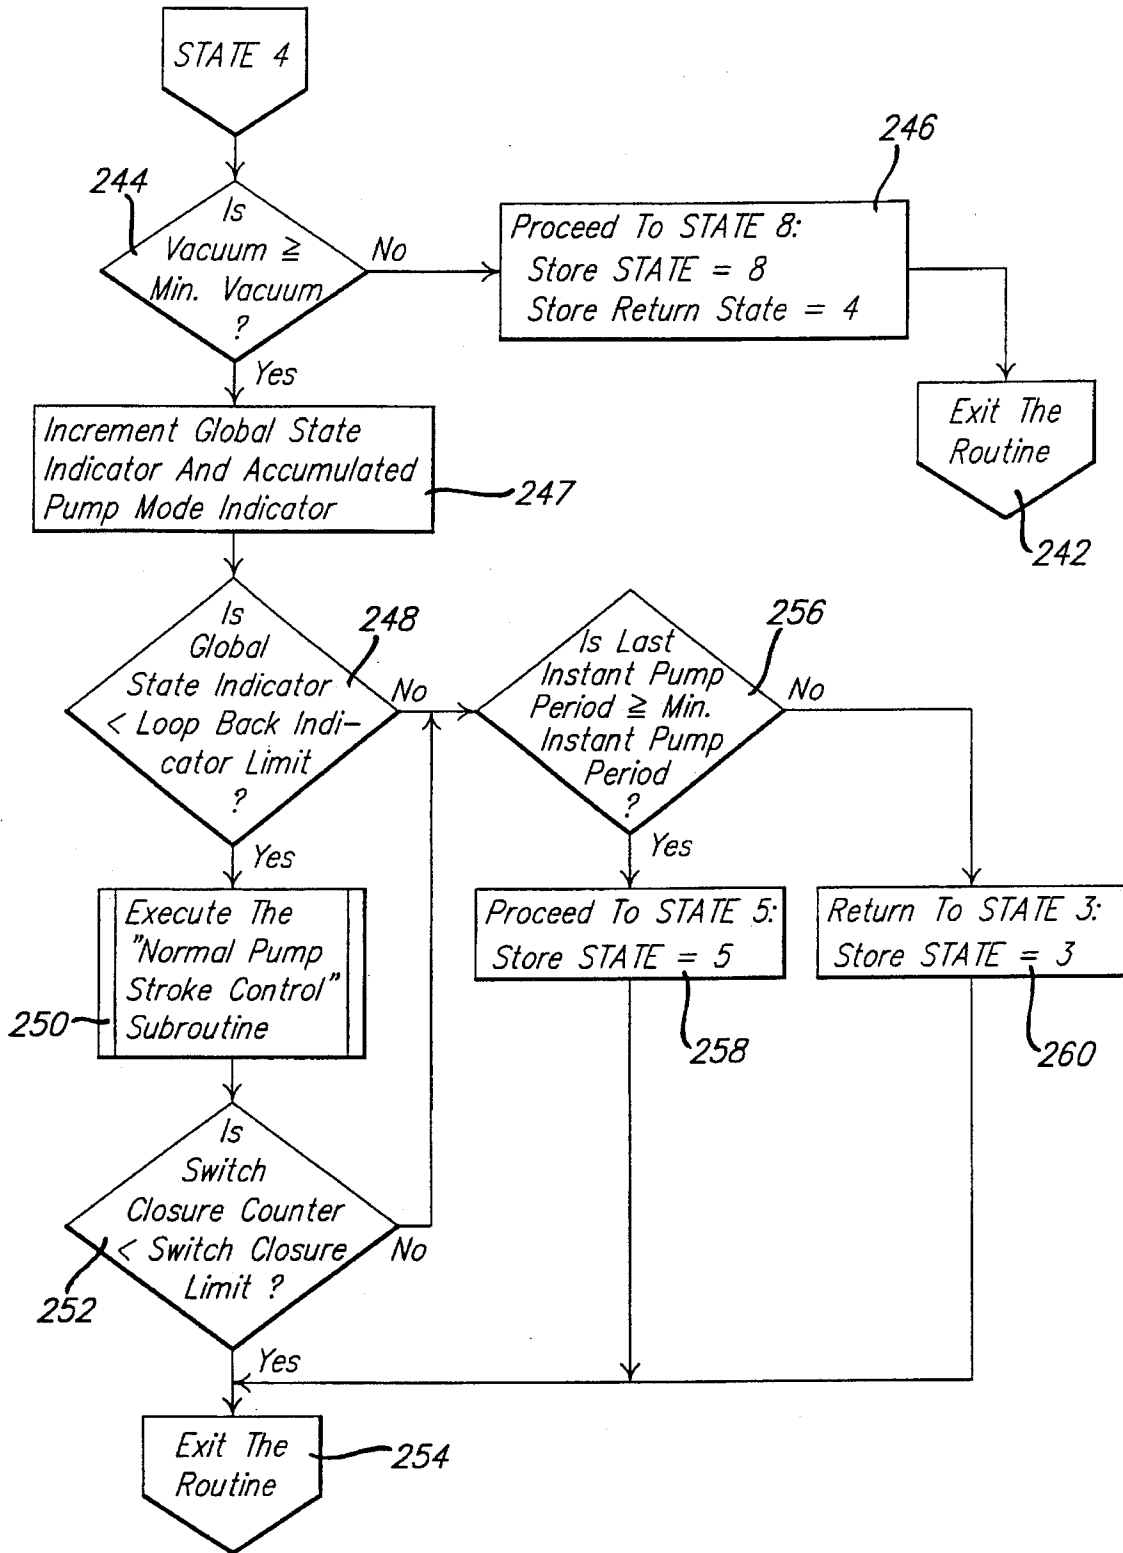 STATE 4
244
Is
Vacuum ≧
Min. Vacuum
?
No
Yes
246
Proceed To STATE 8:
Store STATE = 8
Store Return State = 4
Exit The
Routine
242
Increment Global State
Indicator And Accumulated
Pump Mode Indicator
247
Is
Global
State Indicator
< Loop Back Indi-
cator Limit
?
248
No
Yes
256
Is Last
Instant Pump
Period ≧ Min.
Instant Pump
Period
?
No
Yes
Execute The
"Normal Pump
Stroke Control"
Subroutine
250
Proceed To STATE 5:
Store STATE = 5
258
Return To STATE 3:
Store STATE = 3
260
Is
Switch
Closure Counter
< Switch Closure
Limit ?
252
No
Yes
Exit The
Routine
254